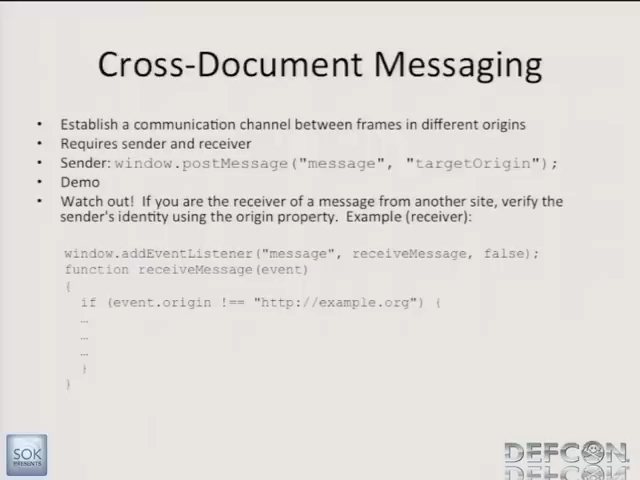 Cross-Document Messaging
• Establish a communication channel between frames in different origins
• Requires sender and receiver
• Sender: window.postMessage("message", "targetOrigin");
• Demo
• Watch out! If you are the receiver of a message from another site, verify the
sender's identity using the origin property. Example (receiver):
window.addEventListener("message", receiveMessage, false);
function receiveMessage(event)
{
if (event.origin !== "http://example.org") {
…
…
…
}
}
SOK
PRESENTS
DEFCON